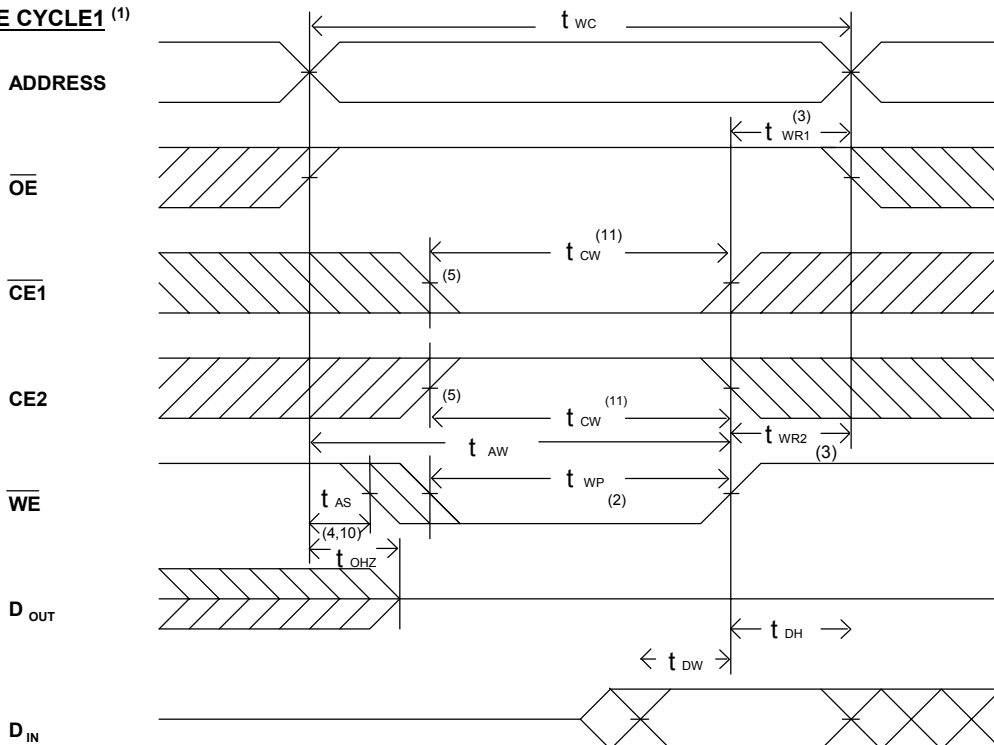 E CYCLE1 (1)
t WC
ADDRESS
(3)
t WR1
OE
(11)
t CW
CE1
(5)
CE2
(5)
(11)
t CW
t AW
t WR2
(3)
WE
t WP
(2)
t AS
(4,10)
t OHZ
D OUT
t DH
t DW
D IN